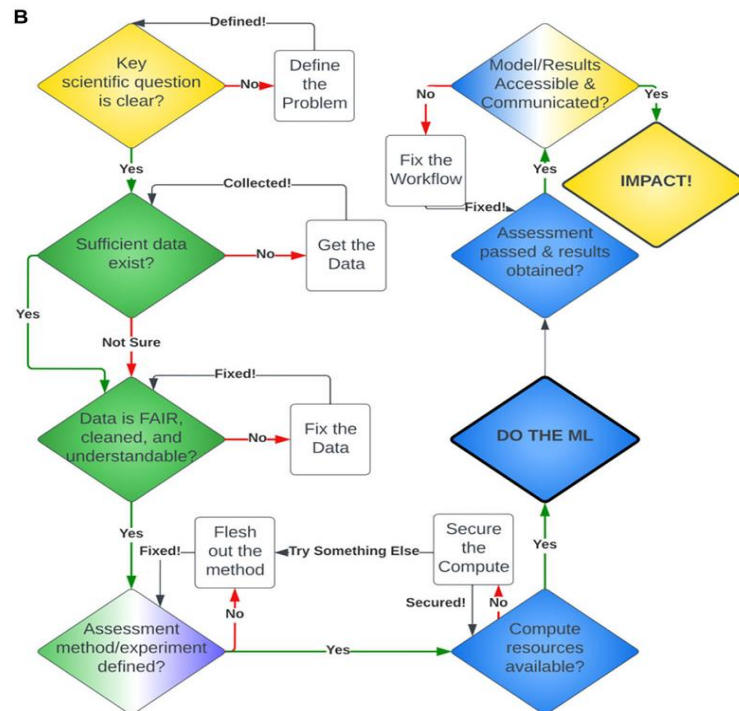 B
Key
scientific question
is clear?
Defined!
No
Define
the
Problem
Yes
Sufficient data
exist?
Collected!
No
Get the
Data
Yes
Not Sure
Data is FAIR,
cleaned, and
understandable?
Fixed!
No
Fix the
Data
Yes
Assessment
method/experiment
defined?
Fixed!
Flesh
out the
method
No
Try Something Else
Yes
Secure
the
Compute
Secured!
No
Compute
resources
available?
Yes
DO THE ML
Assessment
passed & results
obtained?
Yes
Fixed!
Fix the
Workflow
No
Model/Results
Accessible &
Communicated?
Yes
IMPACT!